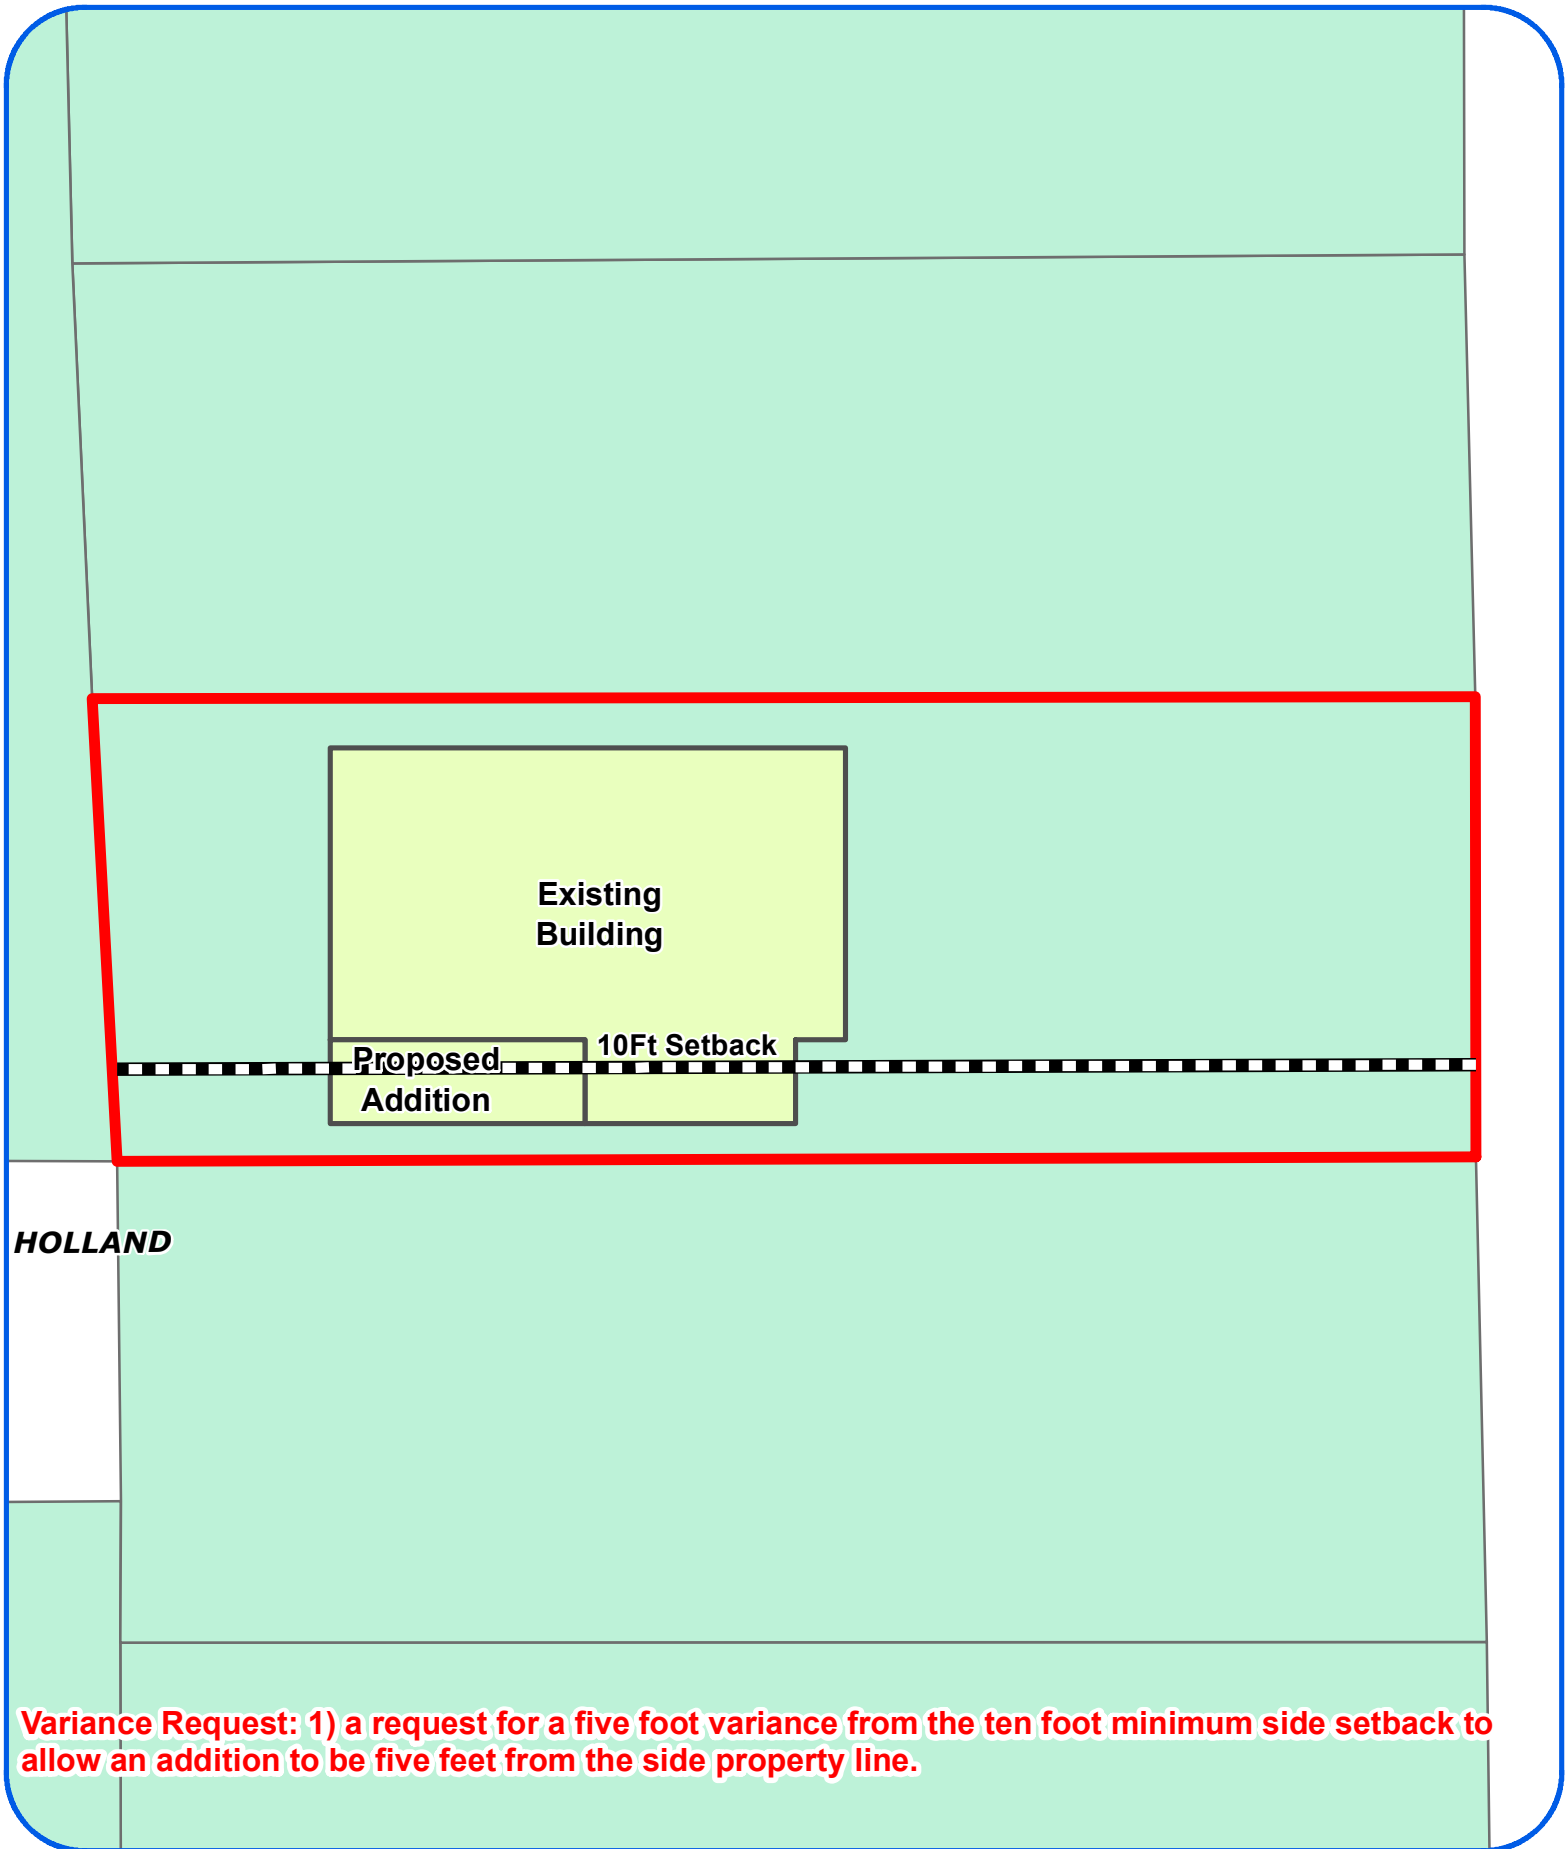 Existing
Building
10Ft Setback
Proposed
Addition
HOLLAND
Variance Request: 1) a request for a five foot variance from the ten foot minimum side setback to
allow an addition to be five feet from the side property line.